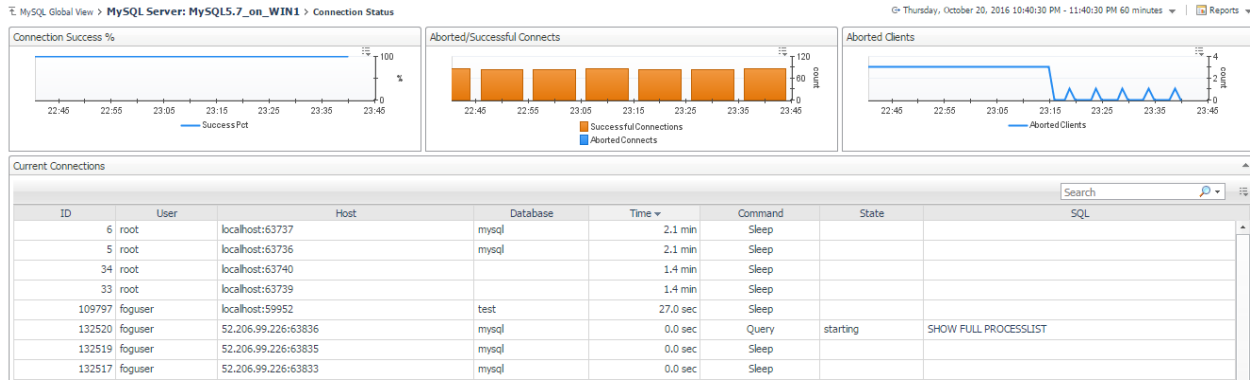 MySQL Global View > MySQL Server: MySQL5.7_on_WIN1 > Connection Status
Thursday, October 20, 2016 10:40:30 PM - 11:40:30 PM 60 minutes
Reports
Connection Success %
100
%
0
22:45 22:55 23:05 23:15 23:25 23:35 23:45
Success Pct
Aborted/Successful Connects
120
60
0
count
22:45 22:55 23:05 23:15 23:25 23:35 23:45
Successful Connections
Aborted Connects
Aborted Clients
4
2
0
count
22:45 22:55 23:05 23:15 23:25 23:35 23:45
Aborted Clients
Current Connections
Search
ID User Host Database Time Command State SQL
6 root localhost:63737 mysql 2.1 min Sleep
5 root localhost:63736 mysql 2.1 min Sleep
34 root localhost:63740 1.4 min Sleep
33 root localhost:63739 1.4 min Sleep
109797 foguser localhost:59952 test 27.0 sec Sleep
132520 foguser 52.206.99.226:63836 mysql 0.0 sec Query starting SHOW FULL PROCESSLIST
132519 foguser 52.206.99.226:63835 mysql 0.0 sec Sleep
132517 foguser 52.206.99.226:63833 mysql 0.0 sec Sleep